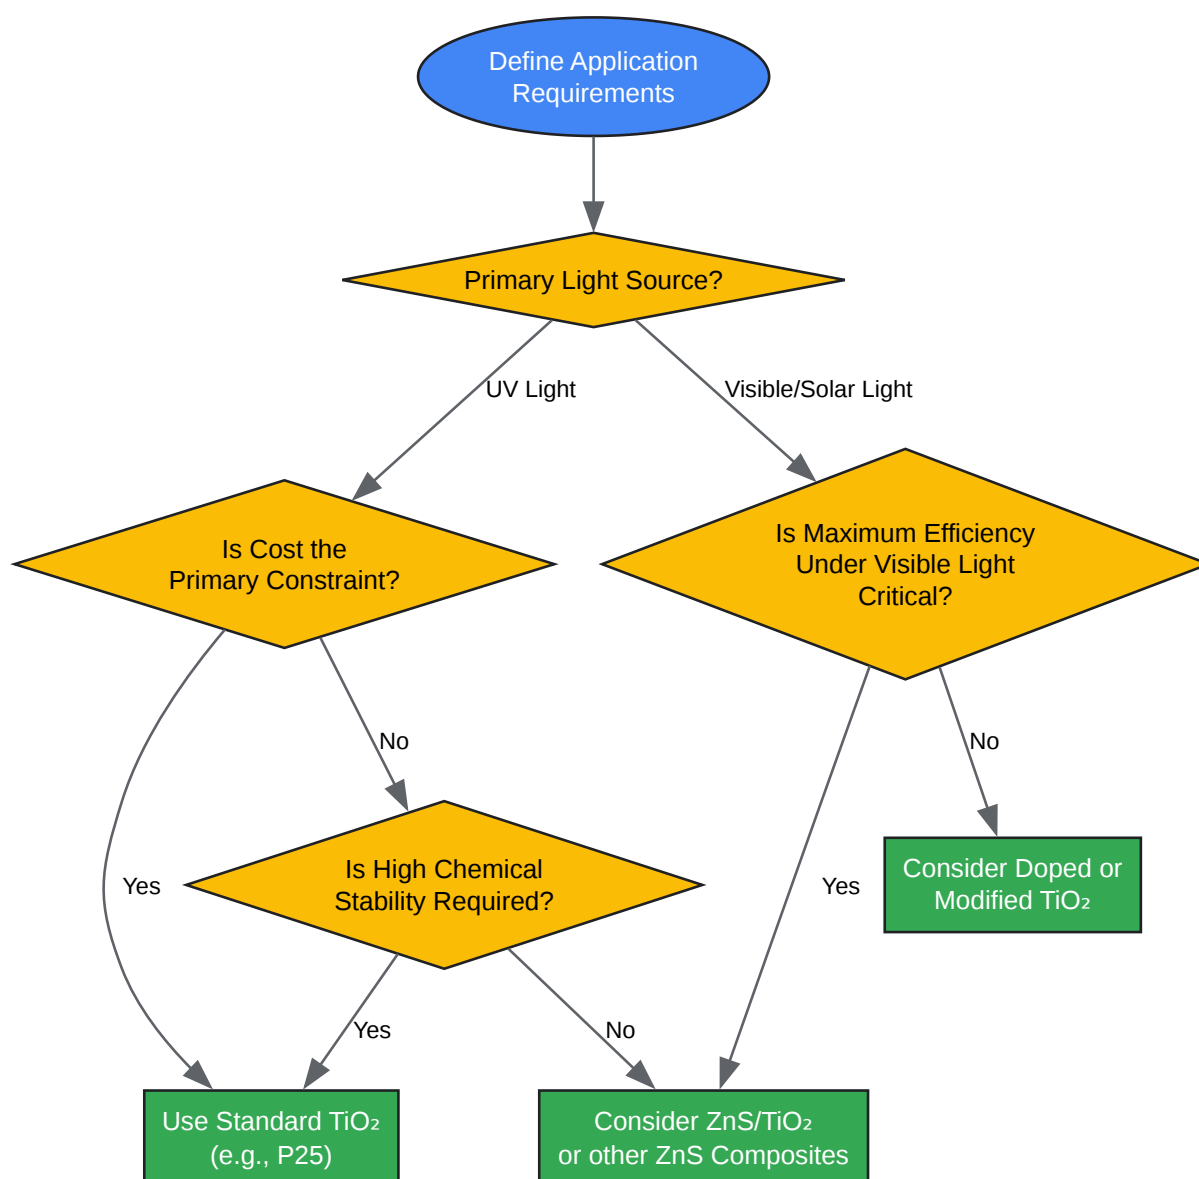 Define Application
Requirements
Primary Light Source?
UV Light
Visible/Solar Light
Is Cost the
Primary Constraint?
Is Maximum Efficiency
Under Visible Light
Critical?
No
No
Is High Chemical
Stability Required?
Yes
Yes
Consider Doped or
Modified TiO₂
Yes
No
Use Standard TiO₂
(e.g., P25)
Consider ZnS/TiO₂
or other ZnS Composites